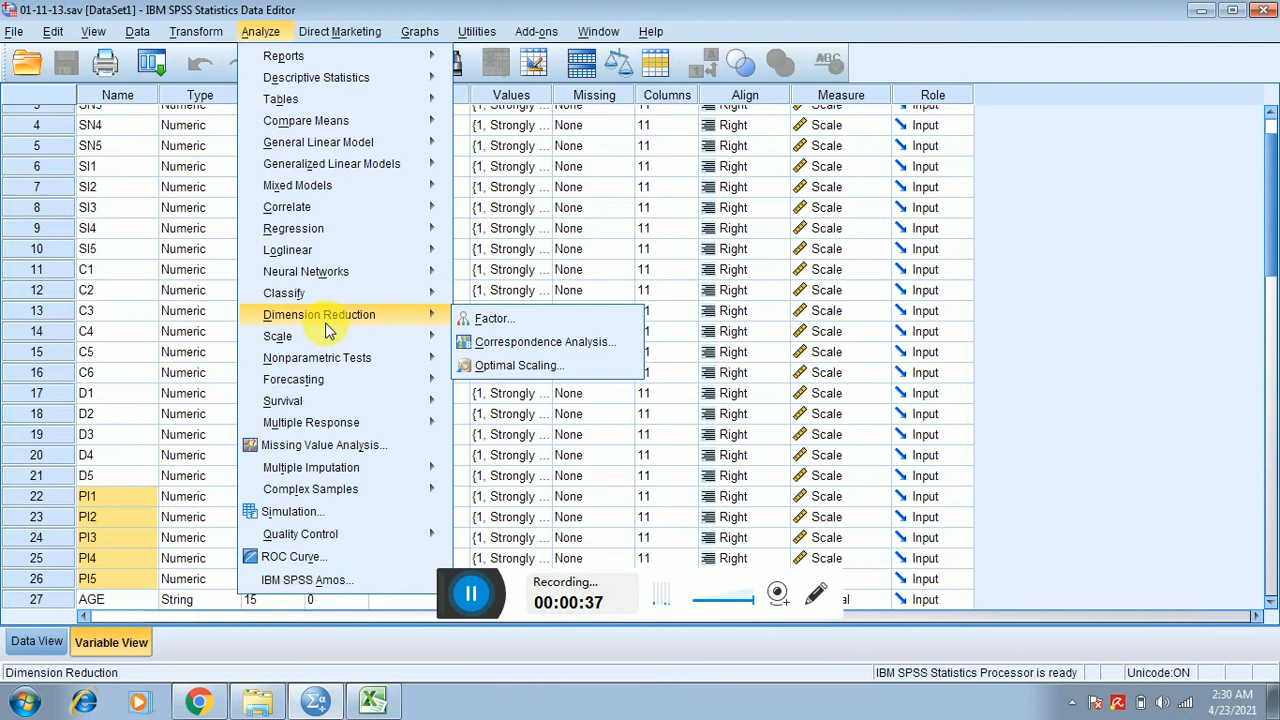 01-11-13.sav [DataSet1] - IBM SPSS Statistics Data Editor
File Edit View Data Transform Analyze Direct Marketing Graphs Utilities Add-ons Window Help
Name Type Values Missing Columns Align Measure Role
Numeric {1, Strongly ... None 11 Right Scale Input
4 SN4 Numeric {1, Strongly ... None 11 Right Scale Input
5 SN5 Numeric {1, Strongly ... None 11 Right Scale Input
6 SI1 Numeric {1, Strongly ... None 11 Right Scale Input
7 SI2 Numeric {1, Strongly ... None 11 Right Scale Input
8 SI3 Numeric {1, Strongly ... None 11 Right Scale Input
9 SI4 Numeric {1, Strongly ... None 11 Right Scale Input
10 SI5 Numeric {1, Strongly ... None 11 Right Scale Input
11 C1 Numeric {1, Strongly ... None 11 Right Scale Input
12 C2 Numeric {1, Strongly ... None 11 Right Scale Input
13 C3 Numeric 1 Right Scale Input
14 C4 Numeric 1 Right Scale Input
15 C5 Numeric 1 Right Scale Input
16 C6 Numeric 1 Right Scale Input
17 D1 Numeric {1, Strongly ... None 11 Right Scale Input
18 D2 Numeric {1, Strongly ... None 11 Right Scale Input
19 D3 Numeric {1, Strongly ... None 11 Right Scale Input
20 D4 Numeric {1, Strongly ... None 11 Right Scale Input
21 D5 Numeric {1, Strongly ... None 11 Right Scale Input
22 PI1 Numeric {1, Strongly ... None 11 Right Scale Input
23 PI2 Numeric {1, Strongly ... None 11 Right Scale Input
24 PI3 Numeric {1, Strongly ... None 11 Right Scale Input
25 PI4 Numeric {1, Strongly ... None 11 Right Scale Input
26 PI5 Numeric Input
27 AGE String 15 0 Input
Reports
Descriptive Statistics
Tables
Compare Means
General Linear Model
Generalized Linear Models
Mixed Models
Correlate
Regression
Loglinear
Neural Networks
Classify
Dimension Reduction
Scale
Nonparametric Tests
Forecasting
Survival
Multiple Response
Missing Value Analysis...
Multiple Imputation
Complex Samples
Simulation...
Quality Control
ROC Curve...
IBM SPSS Amos...
Factor...
Correspondence Analysis...
Optimal Scaling...
Recording...
00:00:37
Data View Variable View
Dimension Reduction IBM SPSS Statistics Processor is ready Unicode:ON
2:30 AM
4/23/2021